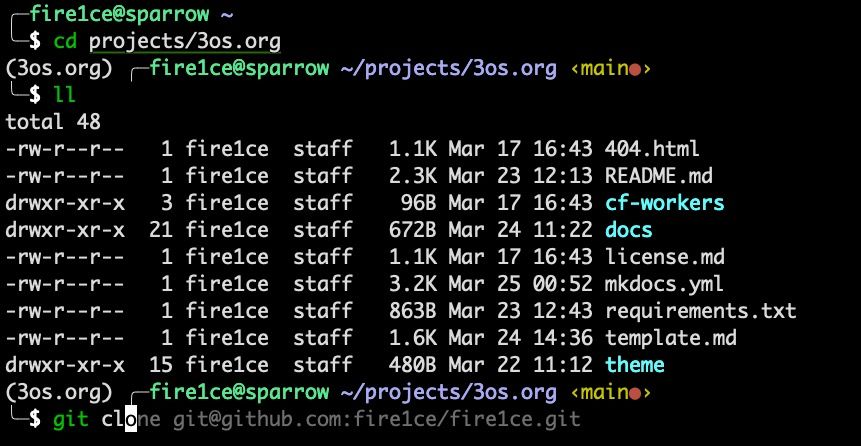 ╭─fire1ce@sparrow ~
╰─$ cd projects/3os.org
(3os.org) ╭─fire1ce@sparrow ~/projects/3os.org ‹main●›
╰─$ ll
total 48
-rw-r--r--   1 fire1ce  staff   1.1K Mar 17 16:43 404.html
-rw-r--r--   1 fire1ce  staff   2.3K Mar 23 12:13 README.md
drwxr-xr-x   3 fire1ce  staff    96B Mar 17 16:43 cf-workers
drwxr-xr-x  21 fire1ce  staff   672B Mar 24 11:22 docs
-rw-r--r--   1 fire1ce  staff   1.1K Mar 17 16:43 license.md
-rw-r--r--   1 fire1ce  staff   3.2K Mar 25 00:52 mkdocs.yml
-rw-r--r--   1 fire1ce  staff   863B Mar 23 12:43 requirements.txt
-rw-r--r--   1 fire1ce  staff   1.6K Mar 24 14:36 template.md
drwxr-xr-x  15 fire1ce  staff   480B Mar 22 11:12 theme
(3os.org) ╭─fire1ce@sparrow ~/projects/3os.org ‹main●›
╰─$ git clone git@github.com:fire1ce/fire1ce.git